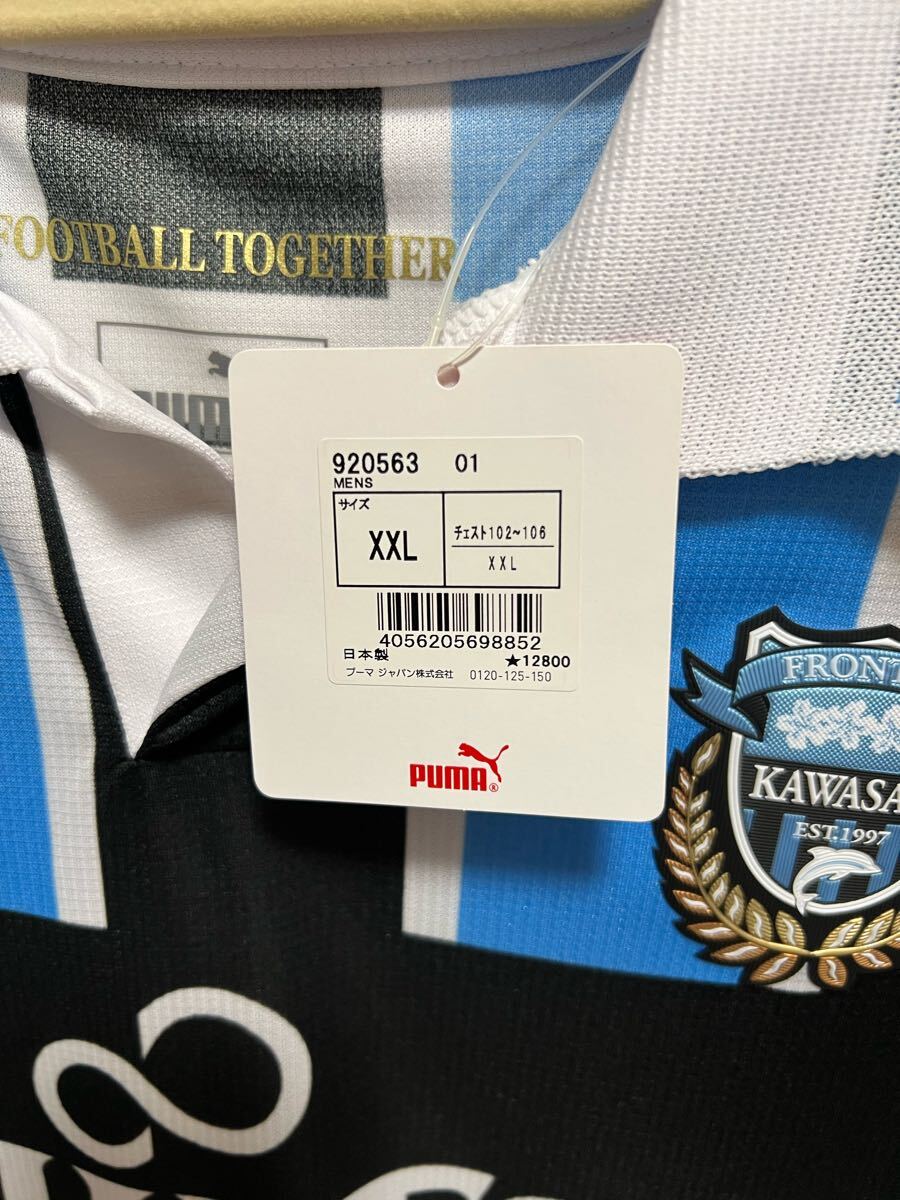 FOOTBALL TOGETHER
PUMA
920563 01
MENS
サイズ
XXL
チェスト102~106
XXL
4056205698852
日本製
★12800
プーマ ジャパン株式会社 0120-125-150
PUMA®
FRONT
KAWASA
EST.1997